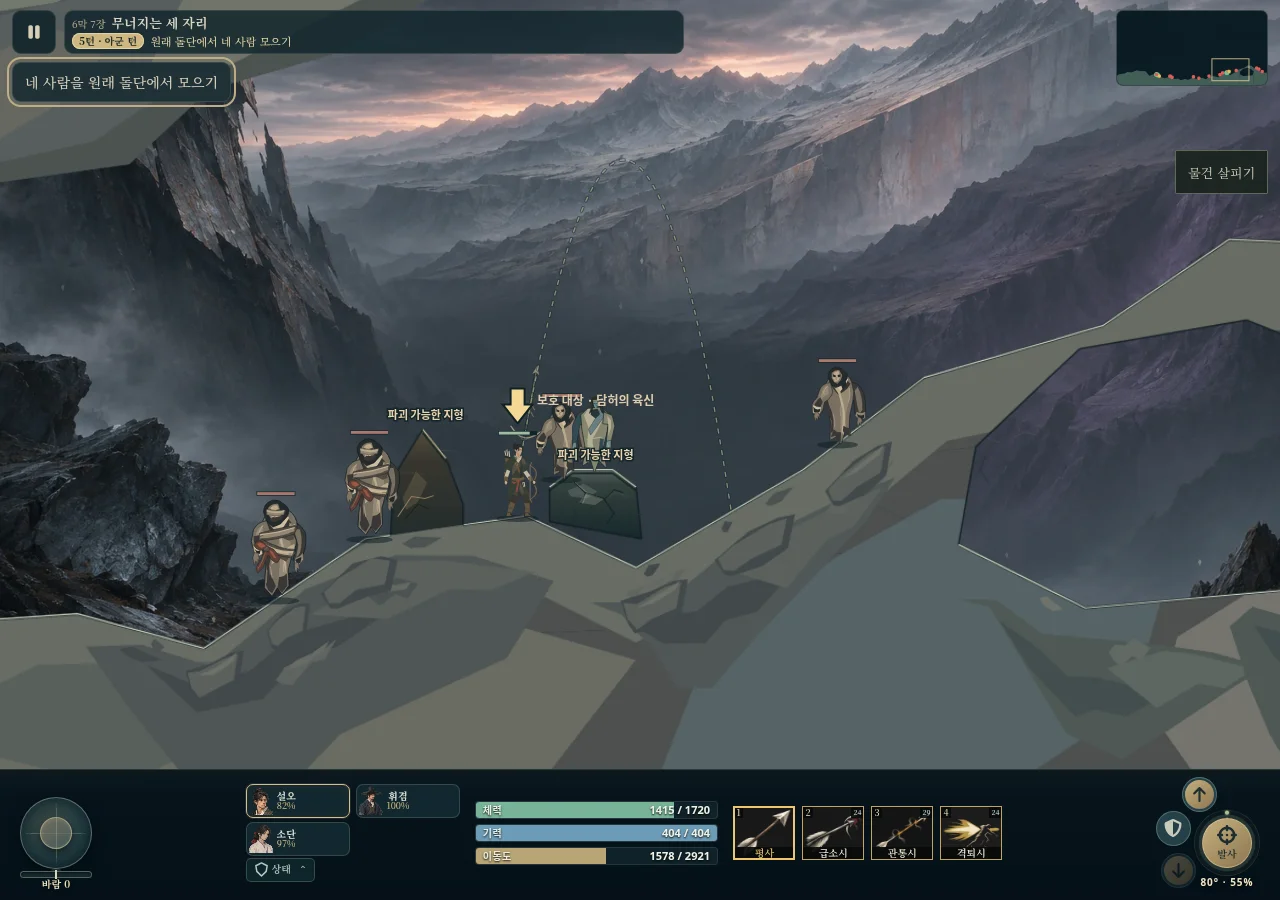 6막 7장 무너지는 세 자리
5턴 · 아군 턴 원래 돌단에서 네 사람 모으기
네 사람을 원래 돌단에서 모으기
물건 살피기
보호 대장 · 담허의 육신
파괴 가능한 지형
파괴 가능한 지형
바람 0
설오
82%
휘겸
100%
소단
97%
상태
체력 1415 / 1720
기력 404 / 404
이동도 1578 / 2921
1 평사
2 24 급소시
3 29 관통시
4 24 격퇴시
발사
80° · 55%